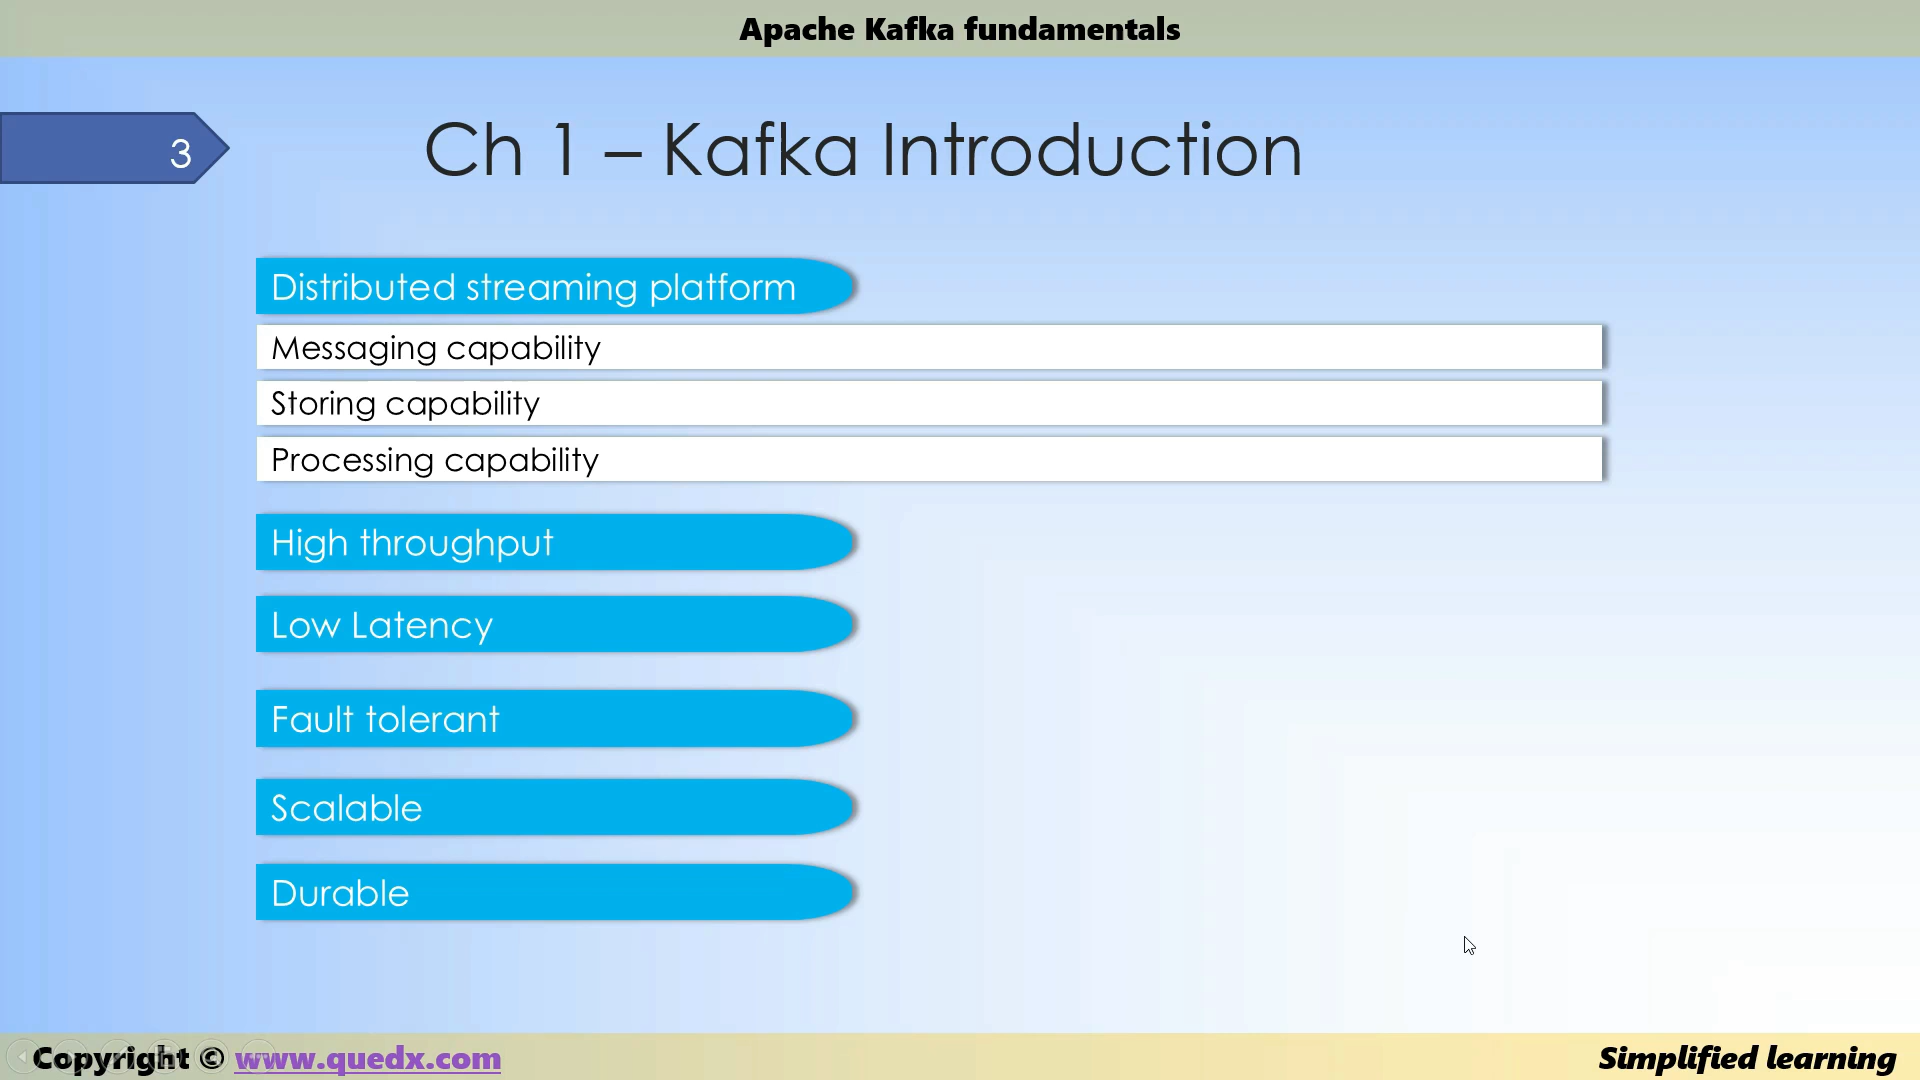 Apache Kafka fundamentals
3
Ch 1 – Kafka Introduction
Distributed streaming platform
Messaging capability
Storing capability
Processing capability
High throughput
Low Latency
Fault tolerant
Scalable
Durable
Copyright © www.quedx.com
Simplified learning